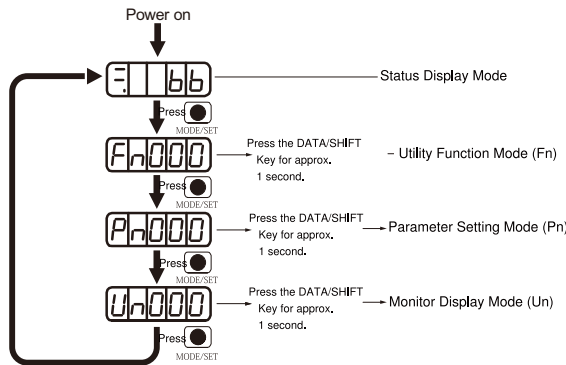 Power on
bb
Status Display Mode
Press
MODE/SET
Fn000
Press the DATA/SHIFT
Key for approx.
1 second.
– Utility Function Mode (Fn)
Press
MODE/SET
Pn000
Press the DATA/SHIFT
Key for approx.
1 second.
Parameter Setting Mode (Pn)
Press
MODE/SET
Un000
Press the DATA/SHIFT
Key for approx.
1 second.
Monitor Display Mode (Un)
Press
MODE/SET